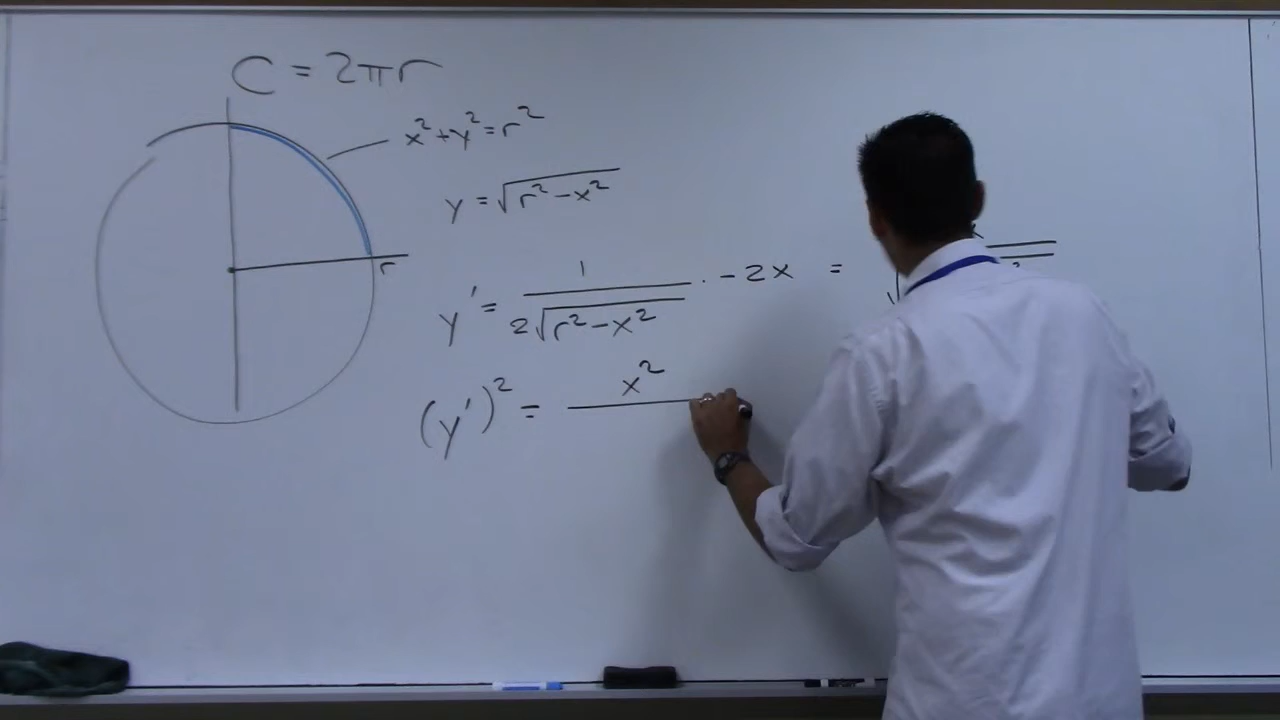 C = 2πr
x² + y² = r²
y = √(r² − x²)
r
y' = 1 / (2√(r² − x²)) · −2x =
(y')² = x²